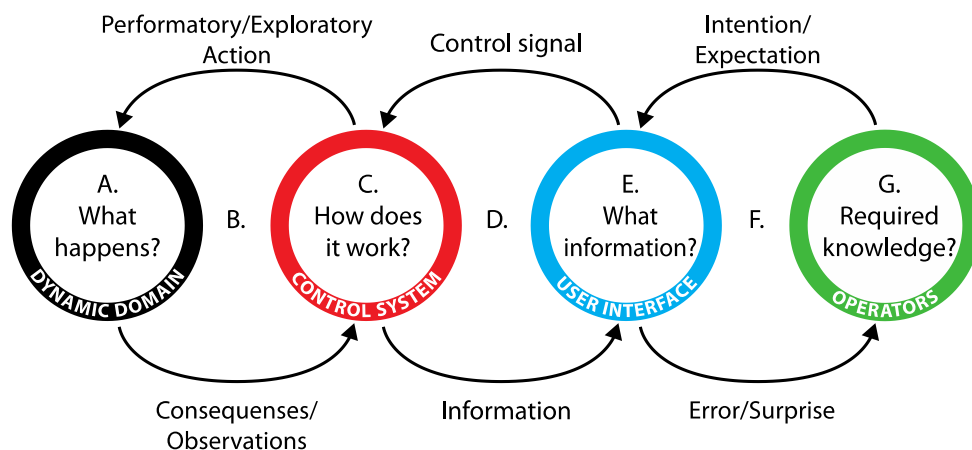 Performatory/Exploratory
Action
Control signal
Intention/
Expectation
A.
What
happens?
DYNAMIC DOMAIN
B.
C.
How does
it work?
CONTROL SYSTEM
D.
E.
What
information?
USER INTERFACE
F.
G.
Required
knowledge?
OPERATORS
Consequenses/
Observations
Information
Error/Surprise